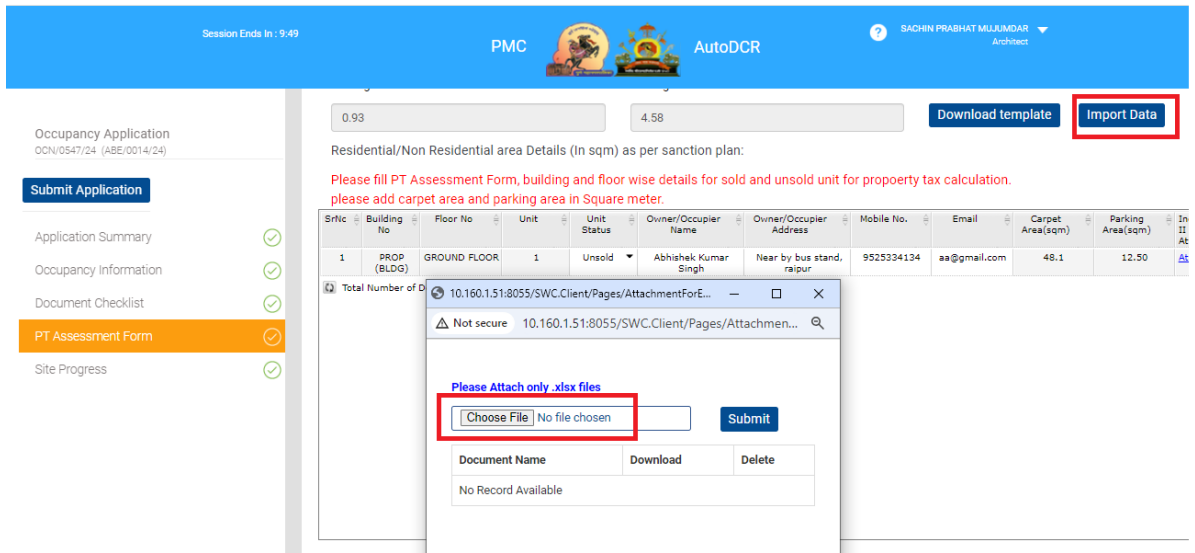 Session Ends In : 9:49
PMC
AutoDCR
?
SACHIN PRABHAT MUJUMDAR
Architect
Occupancy Application
OCN/0547/24 (ABE/0014/24)
Submit Application
Application Summary
Occupancy Information
Document Checklist
PT Assessment Form
Site Progress
0.93
4.58
Download template
Import Data
Residential/Non Residential area Details (In sqm) as per sanction plan:
Please fill PT Assessment Form, building and floor wise details for sold and unsold unit for propoerty tax calculation.
please add carpet area and parking area in Square meter.
SrNc Building No Floor No Unit Unit Status Owner/Occupier Name Owner/Occupier Address Mobile No. Email Carpet Area(sqm) Parking Area(sqm) In II At
1 PROP (BLDG) GROUND FLOOR 1 Unsold Abhishek Kumar Singh Near by bus stand, raipur 9525334134 aa@gmail.com 48.1 12.50 At
Total Number of D
10.160.1.51:8055/SWC.Client/Pages/AttachmentForE...
Not secure 10.160.1.51:8055/SWC.Client/Pages/Attachmen...
Please Attach only .xlsx files
Choose File No file chosen
Submit
Document Name Download Delete
No Record Available